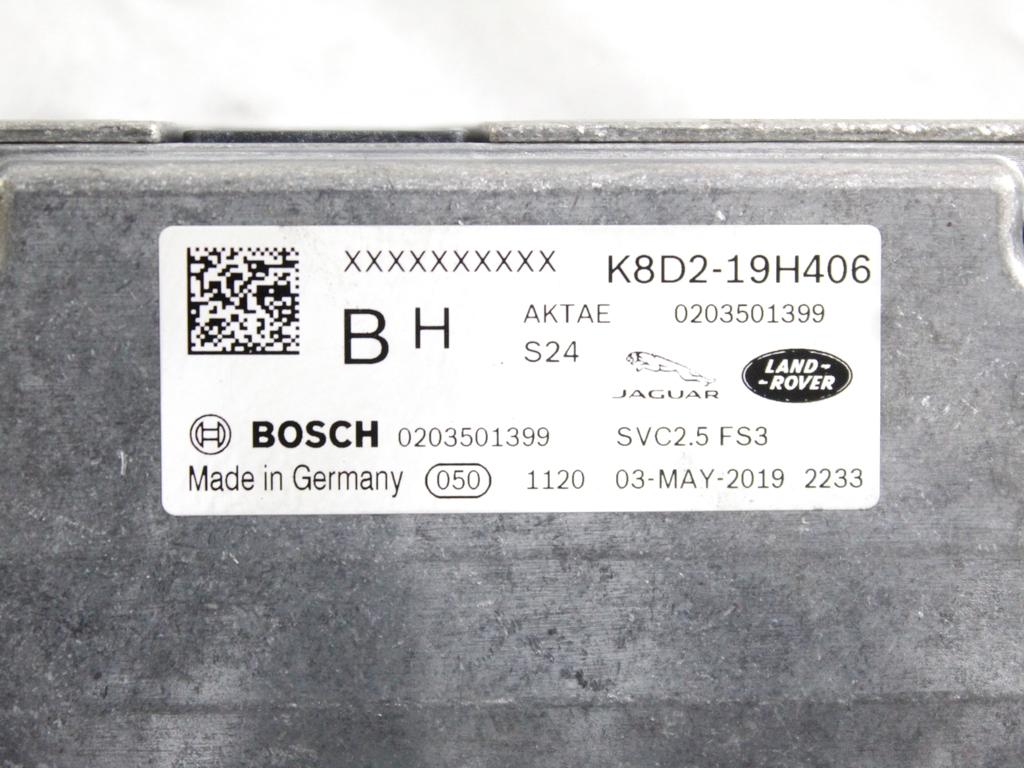 XXXXXXXXXX K8D2-19H406
B H AKTAE 0203501399
S24 JAGUAR LAND-
-ROVER
H BOSCH 0203501399 SVC2.5 FS3
Made in Germany 050 1120 03-MAY-2019 2233